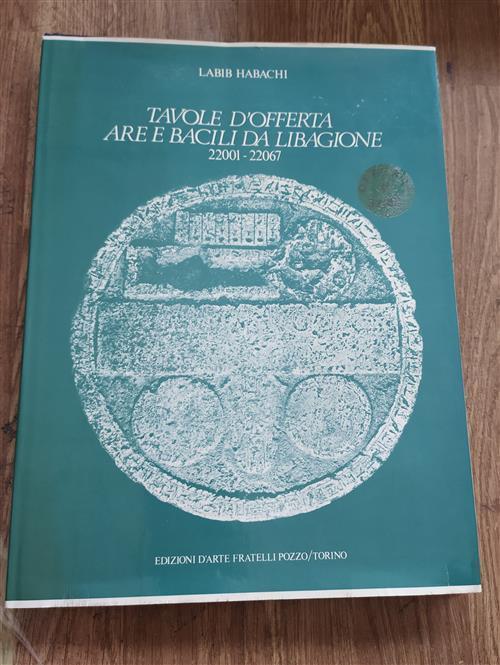 LABIB HABACHI
TAVOLE D'OFFERTA
ARE E BACILI DA LIBAGIONE
22001 - 22067
EDIZIONI D'ARTE FRATELLI POZZO/TORINO